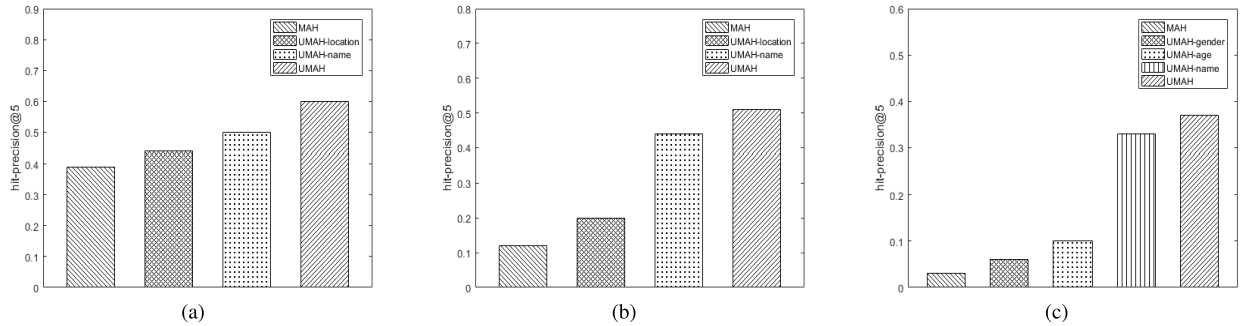 0.9
0.8
0.7
0.6
0.5
0.4
0.3
0.2
0.1
0
hit-precision@5
MAH
UMAH-location
UMAH-name
UMAH
(a)
0.8
0.7
0.6
0.5
0.4
0.3
0.2
0.1
0
hit-precision@5
MAH
UMAH-location
UMAH-name
UMAH
(b)
0.6
0.5
0.4
0.3
0.2
0.1
0
hit-precision@5
MAH
UMAH-gender
UMAH-age
UMAH-name
UMAH
(c)